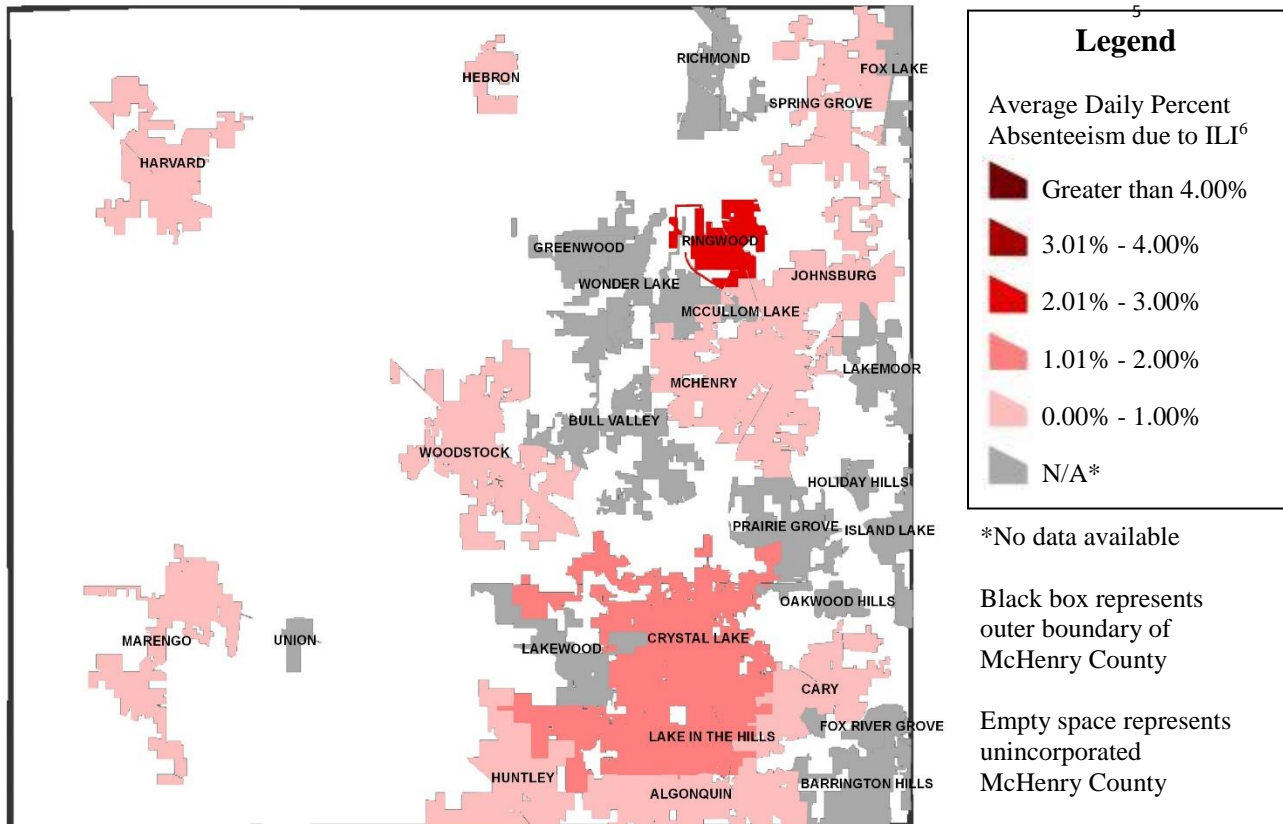 RICHMOND
HEBRON
FOX LAKE
SPRING GROVE
HARVARD
GREENWOOD
RINGWOOD
JOHNSBURG
WONDER LAKE
MCCULLOM LAKE
LAKEMOOR
MCHENRY
BULL VALLEY
WOODSTOCK
HOLIDAY HILLS
PRAIRIE GROVE
ISLAND LAKE
OAKWOOD HILLS
MARENGO
UNION
LAKEWOOD
CRYSTAL LAKE
CARY
FOX RIVER GROVE
LAKE IN THE HILLS
HUNTLEY
ALGONQUIN
BARRINGTON HILLS
5
Legend
Average Daily Percent
Absenteeism due to ILI⁶
Greater than 4.00%
3.01% - 4.00%
2.01% - 3.00%
1.01% - 2.00%
0.00% - 1.00%
N/A*
*No data available
Black box represents
outer boundary of
McHenry County
Empty space represents
unincorporated
McHenry County